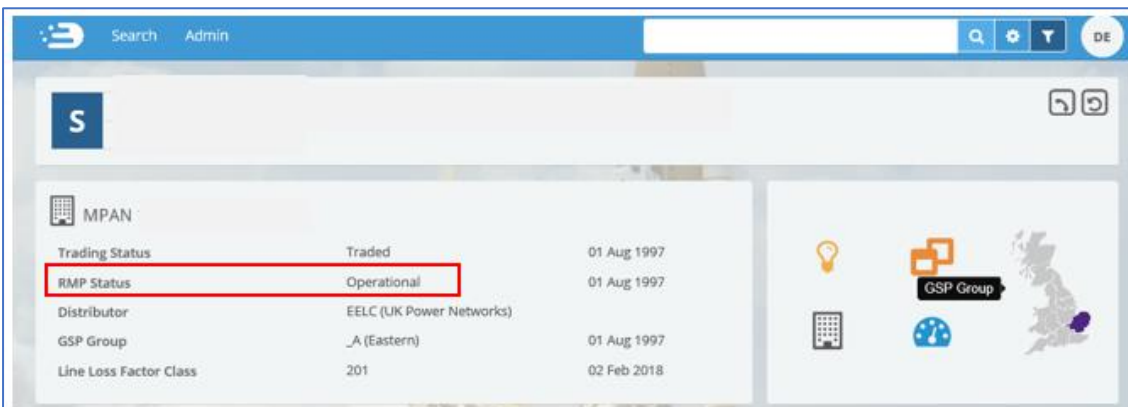 Search Admin DE
S
MPAN
Trading Status Traded 01 Aug 1997
RMP Status Operational 01 Aug 1997
Distributor EELC (UK Power Networks)
GSP Group _A (Eastern) 01 Aug 1997
Line Loss Factor Class 201 02 Feb 2018
GSP Group